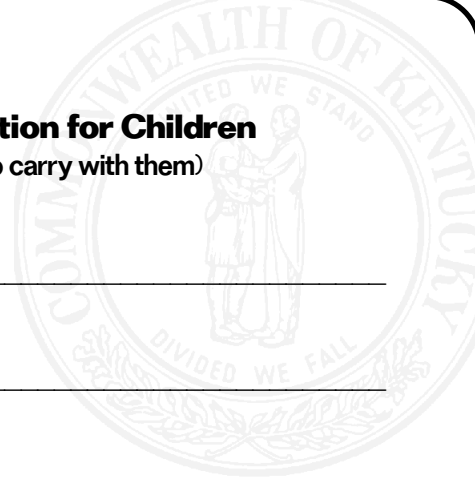 COMMONWEALTH OF KENTUCKY
UNITED WE STAND
tion for Children
carry with them)
DIVIDED WE FALL